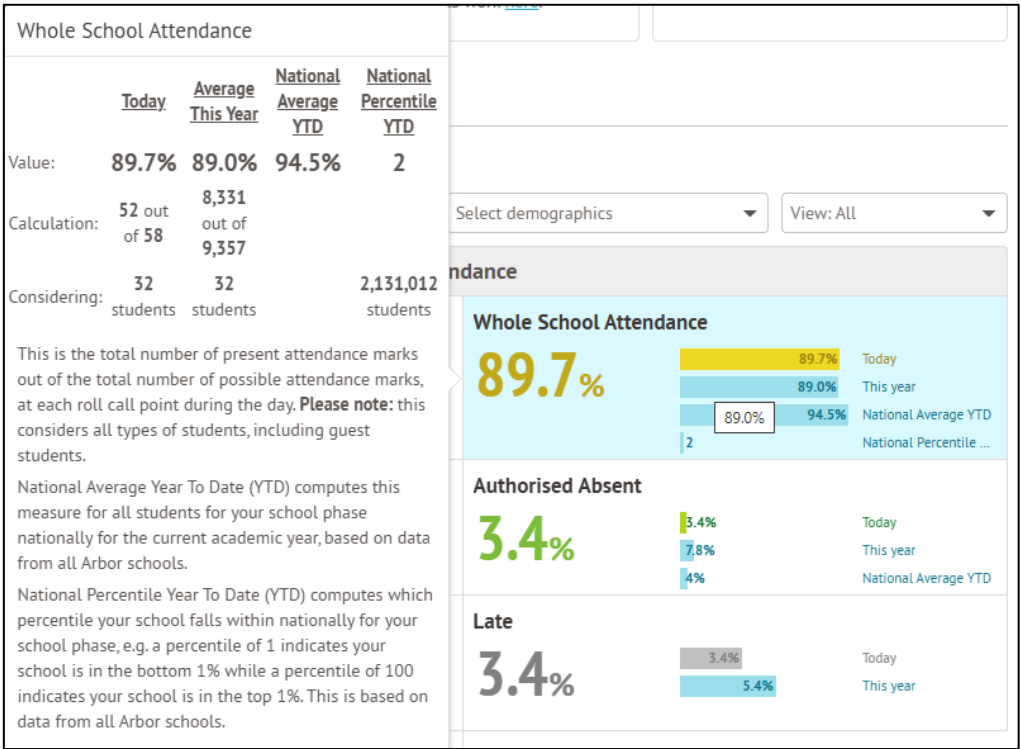 Whole School Attendance
Today
Average This Year
National Average YTD
National Percentile YTD
Value: 89.7% 89.0% 94.5% 2
Calculation: 52 out of 58
8,331 out of 9,357
Considering: 32 students
32 students
2,131,012 students
This is the total number of present attendance marks
out of the total number of possible attendance marks,
at each roll call point during the day. Please note: this
considers all types of students, including guest
students.
National Average Year To Date (YTD) computes this
measure for all students for your school phase
nationally for the current academic year, based on data
from all Arbor schools.
National Percentile Year To Date (YTD) computes which
percentile your school falls within nationally for your
school phase, e.g. a percentile of 1 indicates your
school is in the bottom 1% while a percentile of 100
indicates your school is in the top 1%. This is based on
data from all Arbor schools.
Select demographics
View: All
ndance
Whole School Attendance
89.7%
89.7% Today
89.0% This year
94.5% National Average YTD
89.0%
2 National Percentile ...
Authorised Absent
3.4%
3.4% Today
7.8% This year
4% National Average YTD
Late
3.4%
3.4% Today
5.4% This year